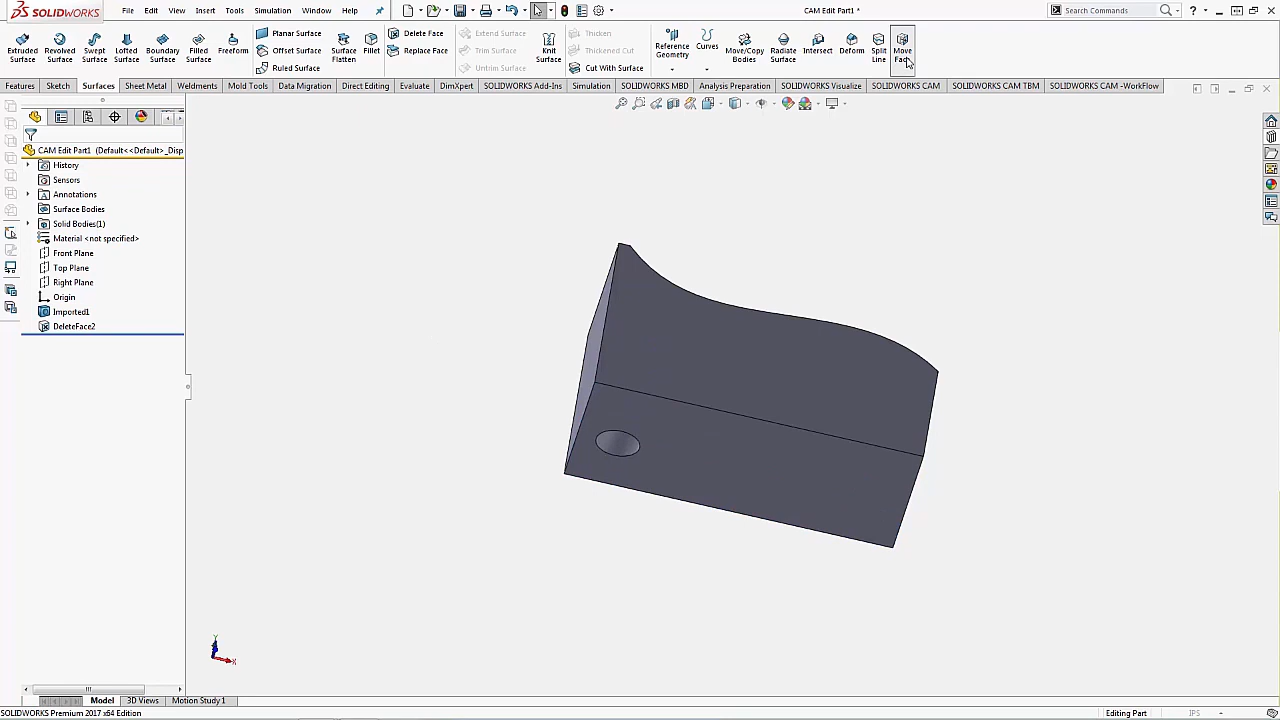 SOLIDWORKS File Edit View Insert Tools Simulation Window Help CAM Edit Part1 * Search Commands
Extruded Surface Revolved Surface Swept Surface Lofted Surface Boundary Surface Filled Surface Freeform
Planar Surface
Offset Surface
Ruled Surface
Surface Flatten Fillet
Delete Face
Replace Face
Extend Surface
Trim Surface
Untrim Surface
Knit Surface
Thicken
Thickened Cut
Cut With Surface
Reference Geometry Curves Move/Copy Bodies Radiate Surface Intersect Deform Split Line Move
Features Sketch Surfaces Sheet Metal Weldments Mold Tools Data Migration Direct Editing Evaluate DimXpert SOLIDWORKS Add-Ins Simulation SOLIDWORKS MBD Analysis Preparation SOLIDWORKS Visualize SOLIDWORKS CAM SOLIDWORKS CAM TBM SOLIDWORKS CAM -WorkFlow
CAM Edit Part1 (Default<<Default>_Disp
History
Sensors
Annotations
Surface Bodies
Solid Bodies(1)
Material <not specified>
Front Plane
Top Plane
Right Plane
Origin
Imported1
DeleteFace2
Y
X
Model 3D Views Motion Study 1
SOLIDWORKS Premium 2017 x64 Edition Editing Part IPS